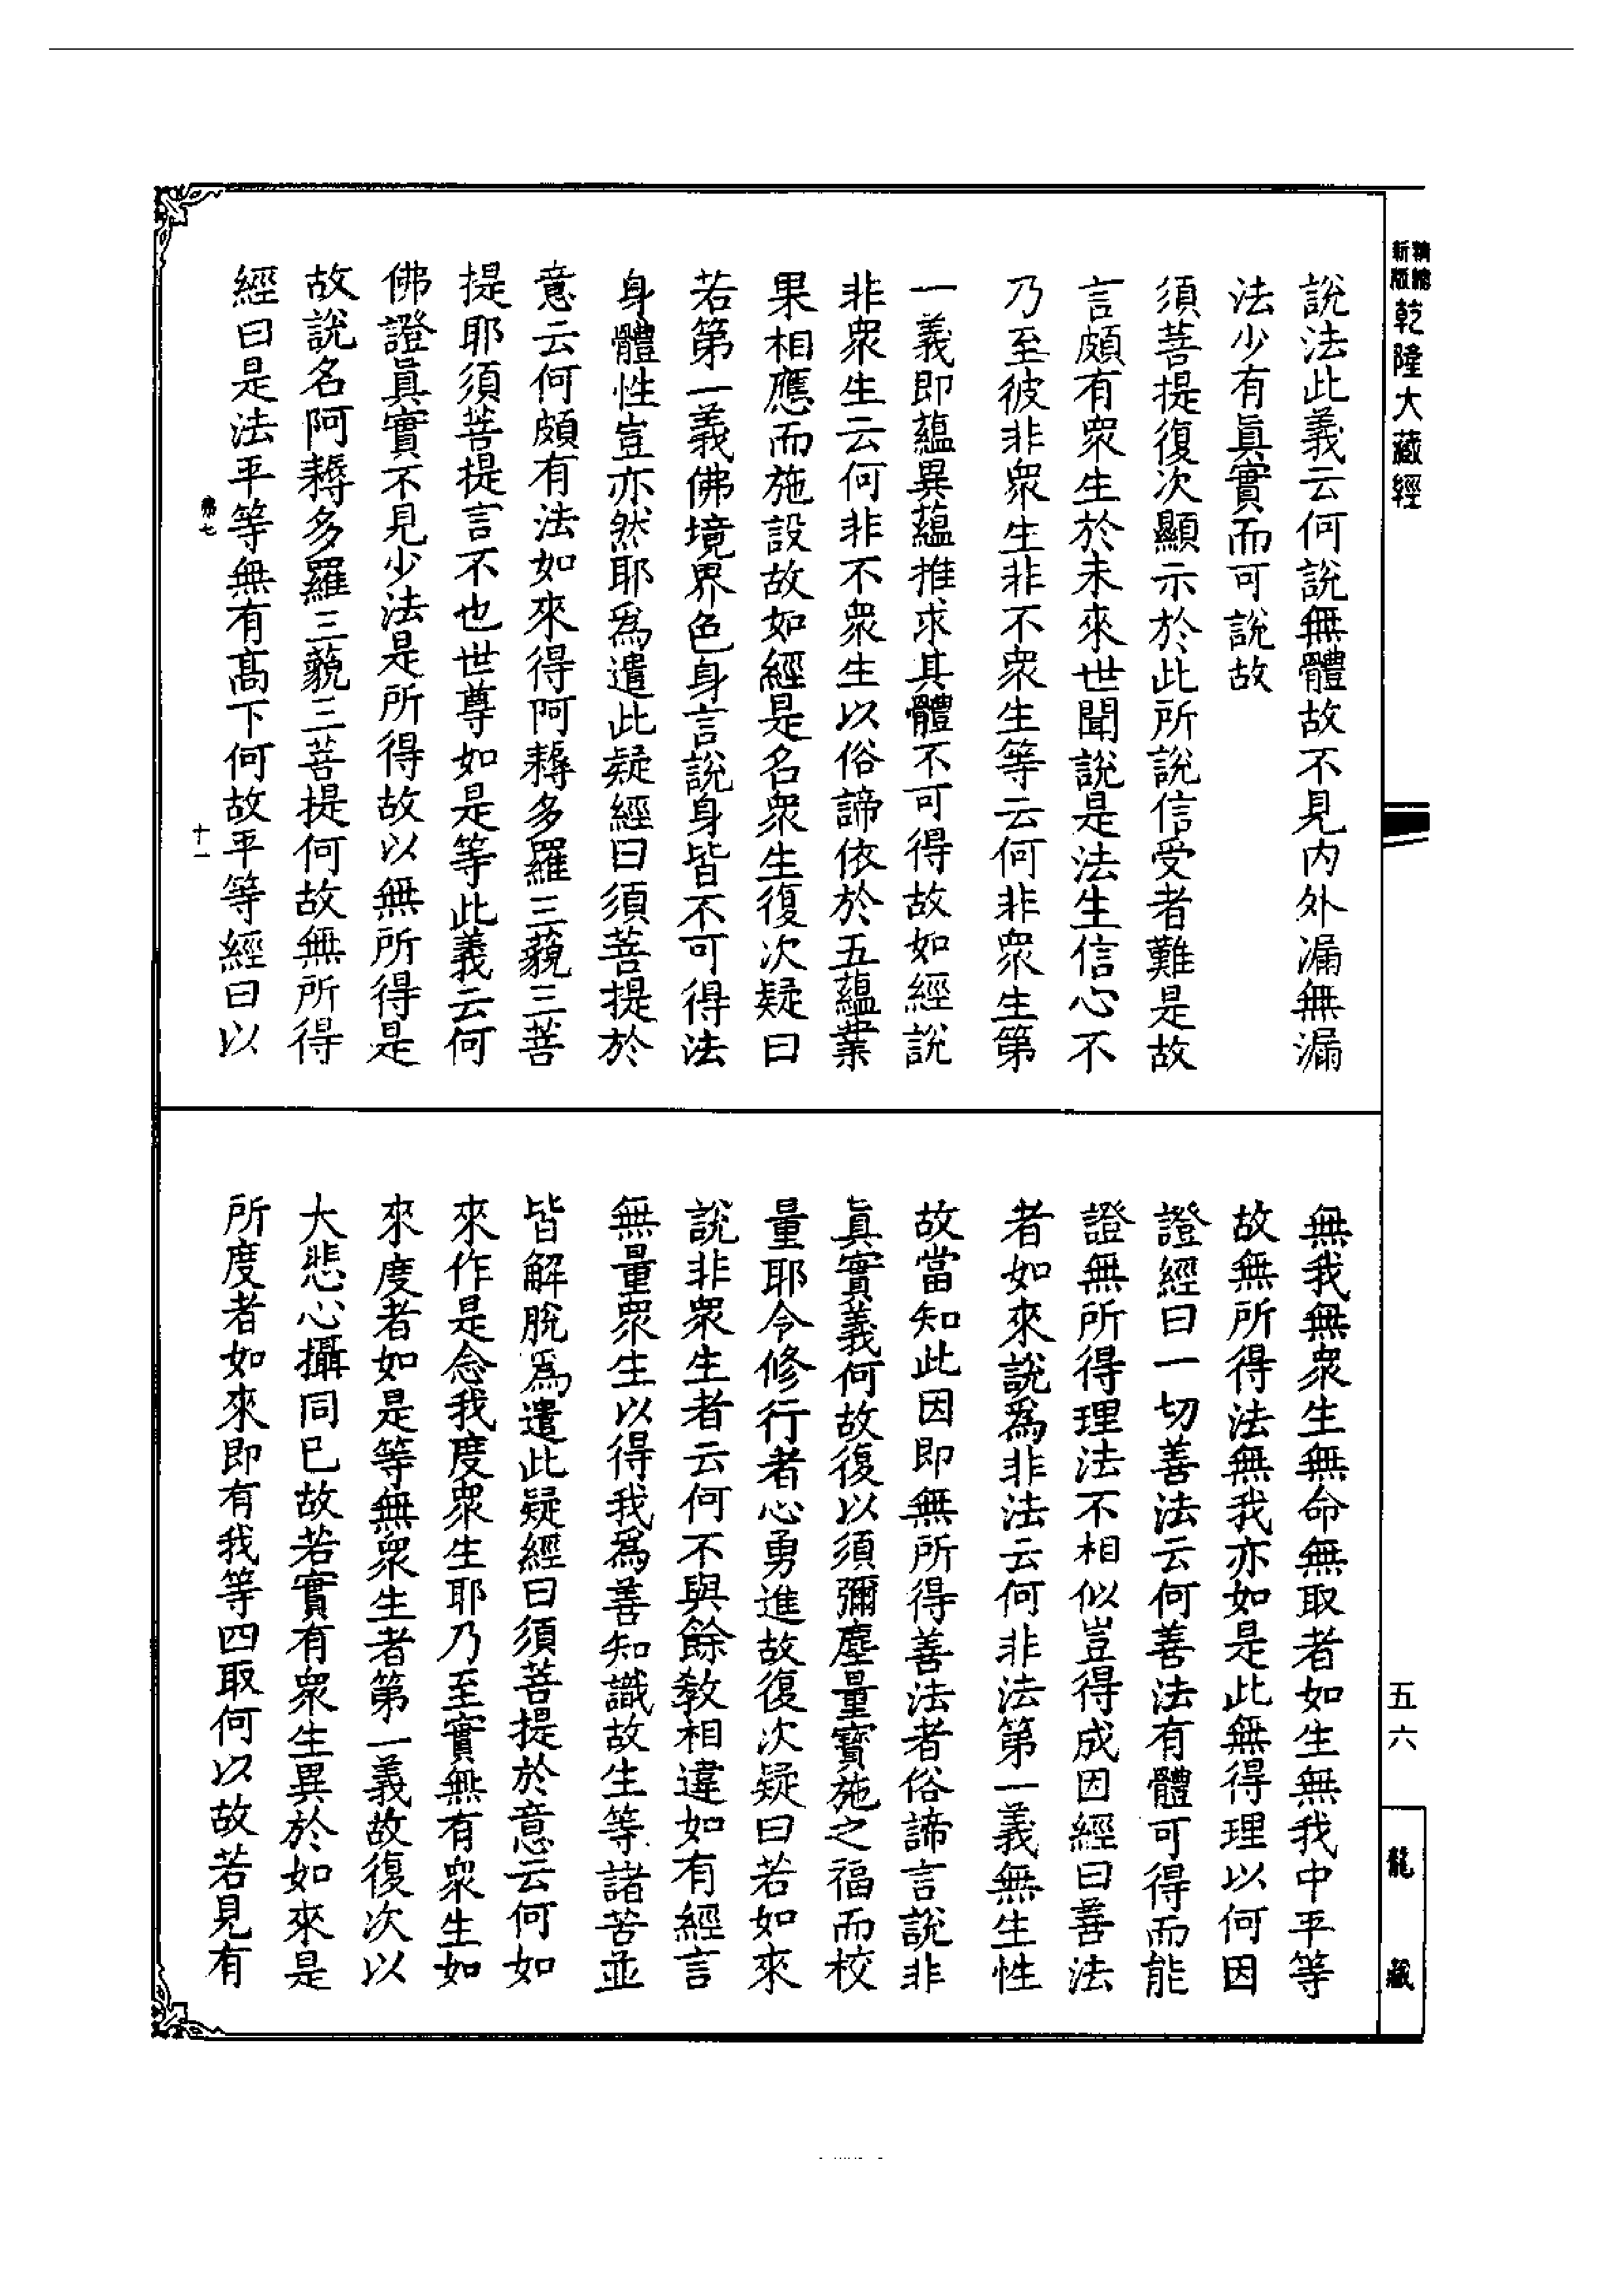 新版 精縮 乾隆大藏經
說法此義云何說無體故不見內外漏無漏
法少有眞實而可說故
須菩提復次顯示於此所說信受者難是故
言頗有眾生於未來世聞說是法生信心不
乃至彼非眾生非不眾生等云何非眾生第
一義即蘊異蘊推求其體不可得故如經說
非眾生云何非不眾生以俗諦依於五蘊業
果相應而施設故如經是名眾生復次疑曰
若第一義佛境界色身言說身皆不可得法
身體性豈亦然耶爲遣此疑經曰須菩提於
意云何頗有法如來得阿耨多羅三藐三菩
提耶須菩提言不也世尊如是等此義云何
佛證眞實不見少法是所得故以無所得是
故說名阿耨多羅三藐三菩提何故無所得
經曰是法平等無有髙下何故平等經曰以
十一
無我無眾生無命無取者如生無我中平等
故無所得法無我亦如是此無得理以何因
證經曰一切善法云何善法有體可得而能
證無所得理法不相似豈得成因經曰善法
者如來說爲非法云何非法第一義無生性
故當知此因即無所得善法者俗諦言說非
眞實義何故復以須彌塵量寶施之福而校
量耶令修行者心勇進故復次疑曰若如來
說非眾生者云何不與餘教相違如有經言
無量眾生以得我爲善知識故生等諸苦並
皆解脫爲遣此疑經曰須菩提於意云何如
來作是念我度眾生耶乃至實無有眾生如
來度者如是等無眾生者第一義故復次以
大悲心攝同己故若實有眾生異於如來是
所度者如來即有我等四取何以故若見有
五六
龍藏